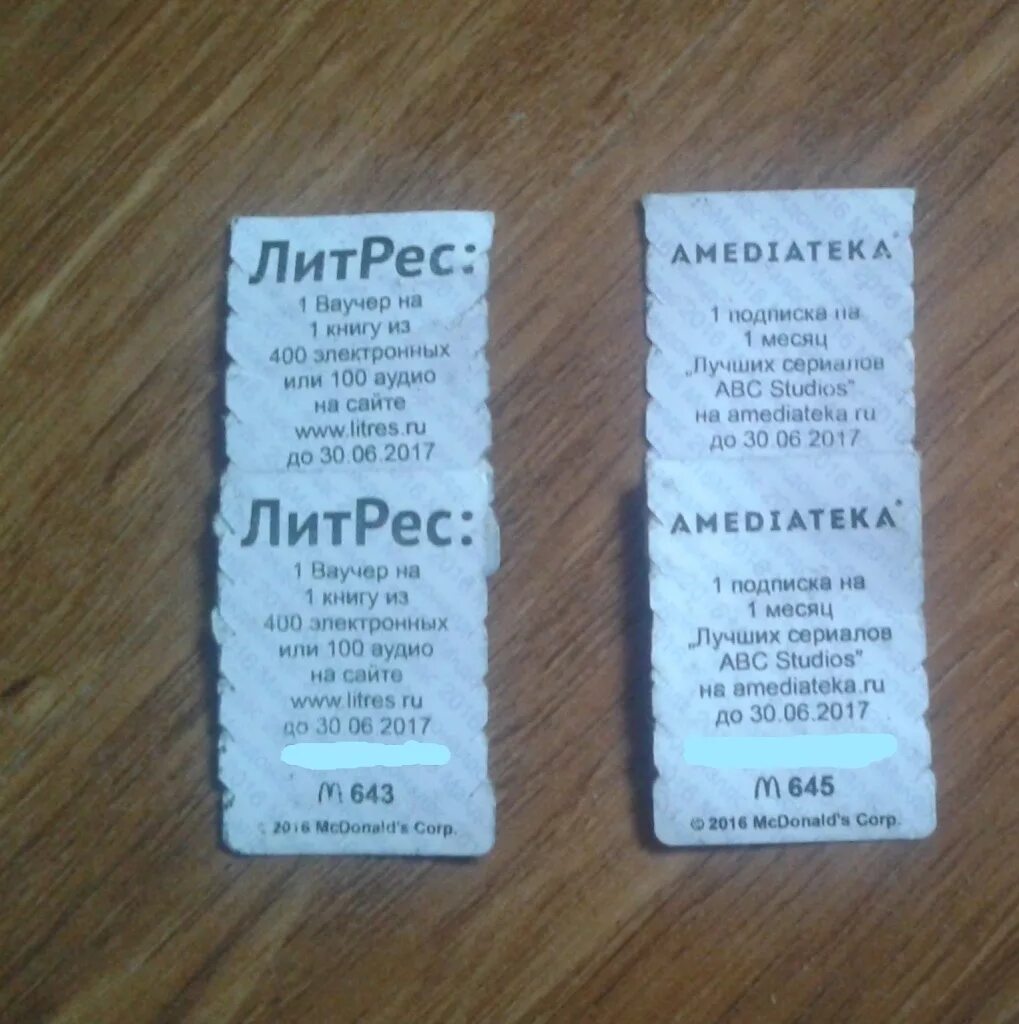 ЛитРес:
1 Ваучер на
1 книгу из
400 электронных
или 100 аудио
на сайте
www.litres.ru
до 30.06.2017
ЛитРес:
1 Ваучер на
1 книгу из
400 электронных
или 100 аудио
на сайте
www.litres ru
до 30 06 2017
643
2016 McDonald's Corp.
AMEDIATEKA
1 подписка на
1 месяц
„Лучших сериалов
ABC Studios"
на amediateka ru
до 30 06 2017
AMEDIATEKA
1 подписка на
1 месяц
„Лучших сериалов
ABC Studios"
на amediateka.ru
до 30.06.2017
645
© 2016 McDonald's Corp.